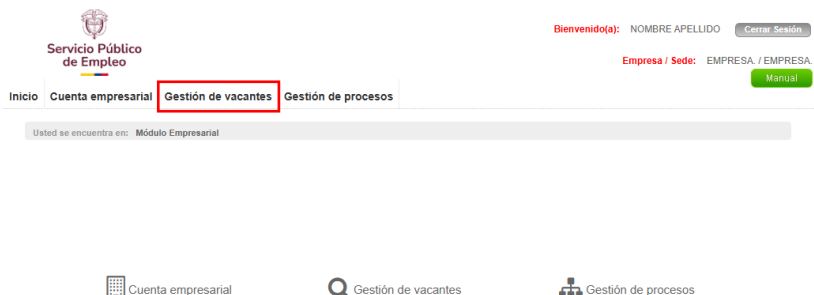 Servicio Público
de Empleo
Bienvenido(a): NOMBRE APELLIDO Cerrar Sesión
Empresa / Sede: EMPRESA. / EMPRESA.
Manual
Inicio Cuenta empresarial Gestión de vacantes Gestión de procesos
Usted se encuentra en: Módulo Empresarial
Cuenta empresarial Gestión de vacantes Gestión de procesos